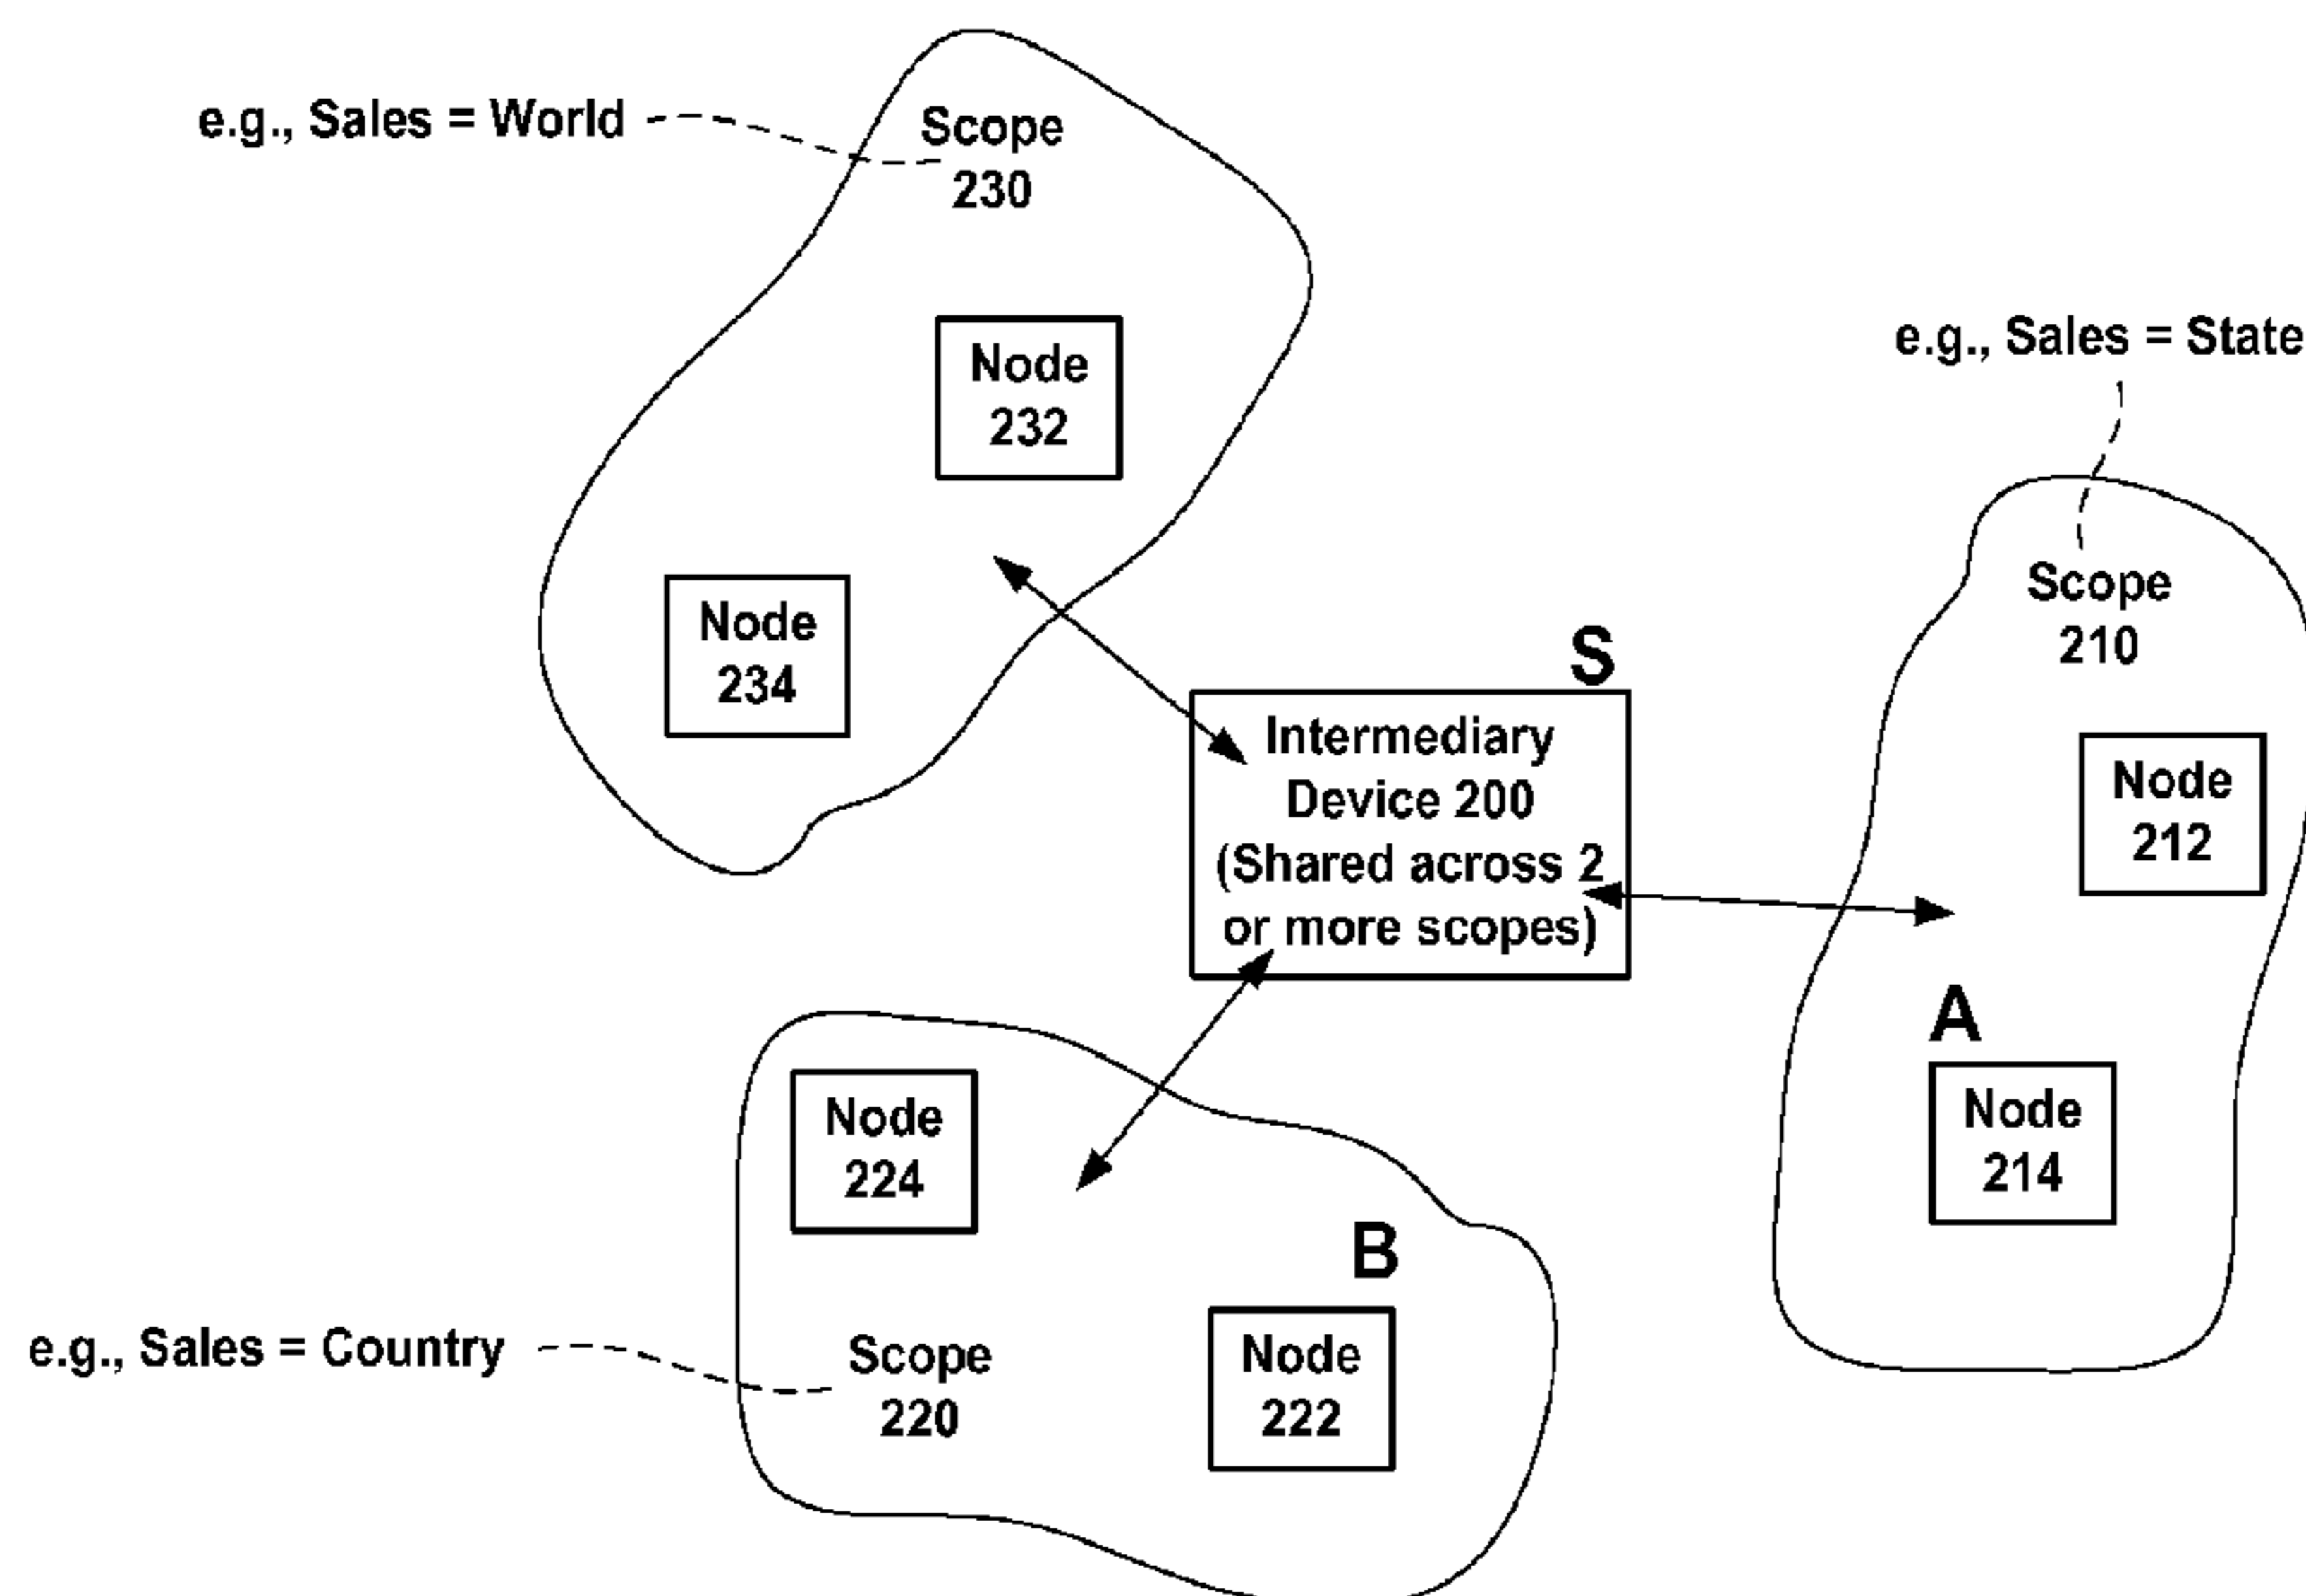 e.g., Sales = World
Scope
230
Node
232
Node
234
e.g., Sales = State
Scope
210
Node
212
A
Node
214
S
Intermediary
Device 200
(Shared across 2
or more scopes)
Node
224
B
Node
222
e.g., Sales = Country
Scope
220